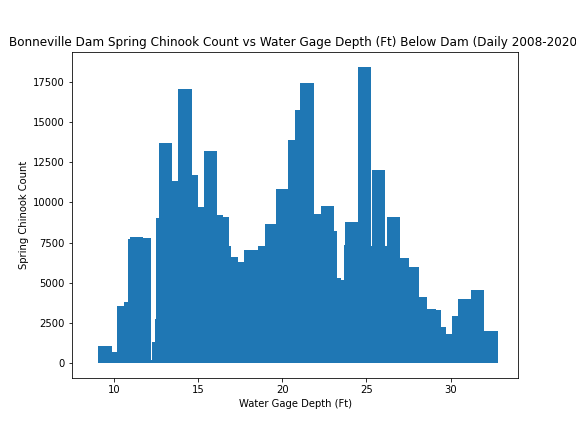 Bonneville Dam Spring Chinook Count vs Water Gage Depth (Ft) Below Dam (Daily 2008-2020
17500
15000
12500
10000
7500
5000
2500
0
Spring Chinook Count
10 15 20 25 30
Water Gage Depth (Ft)